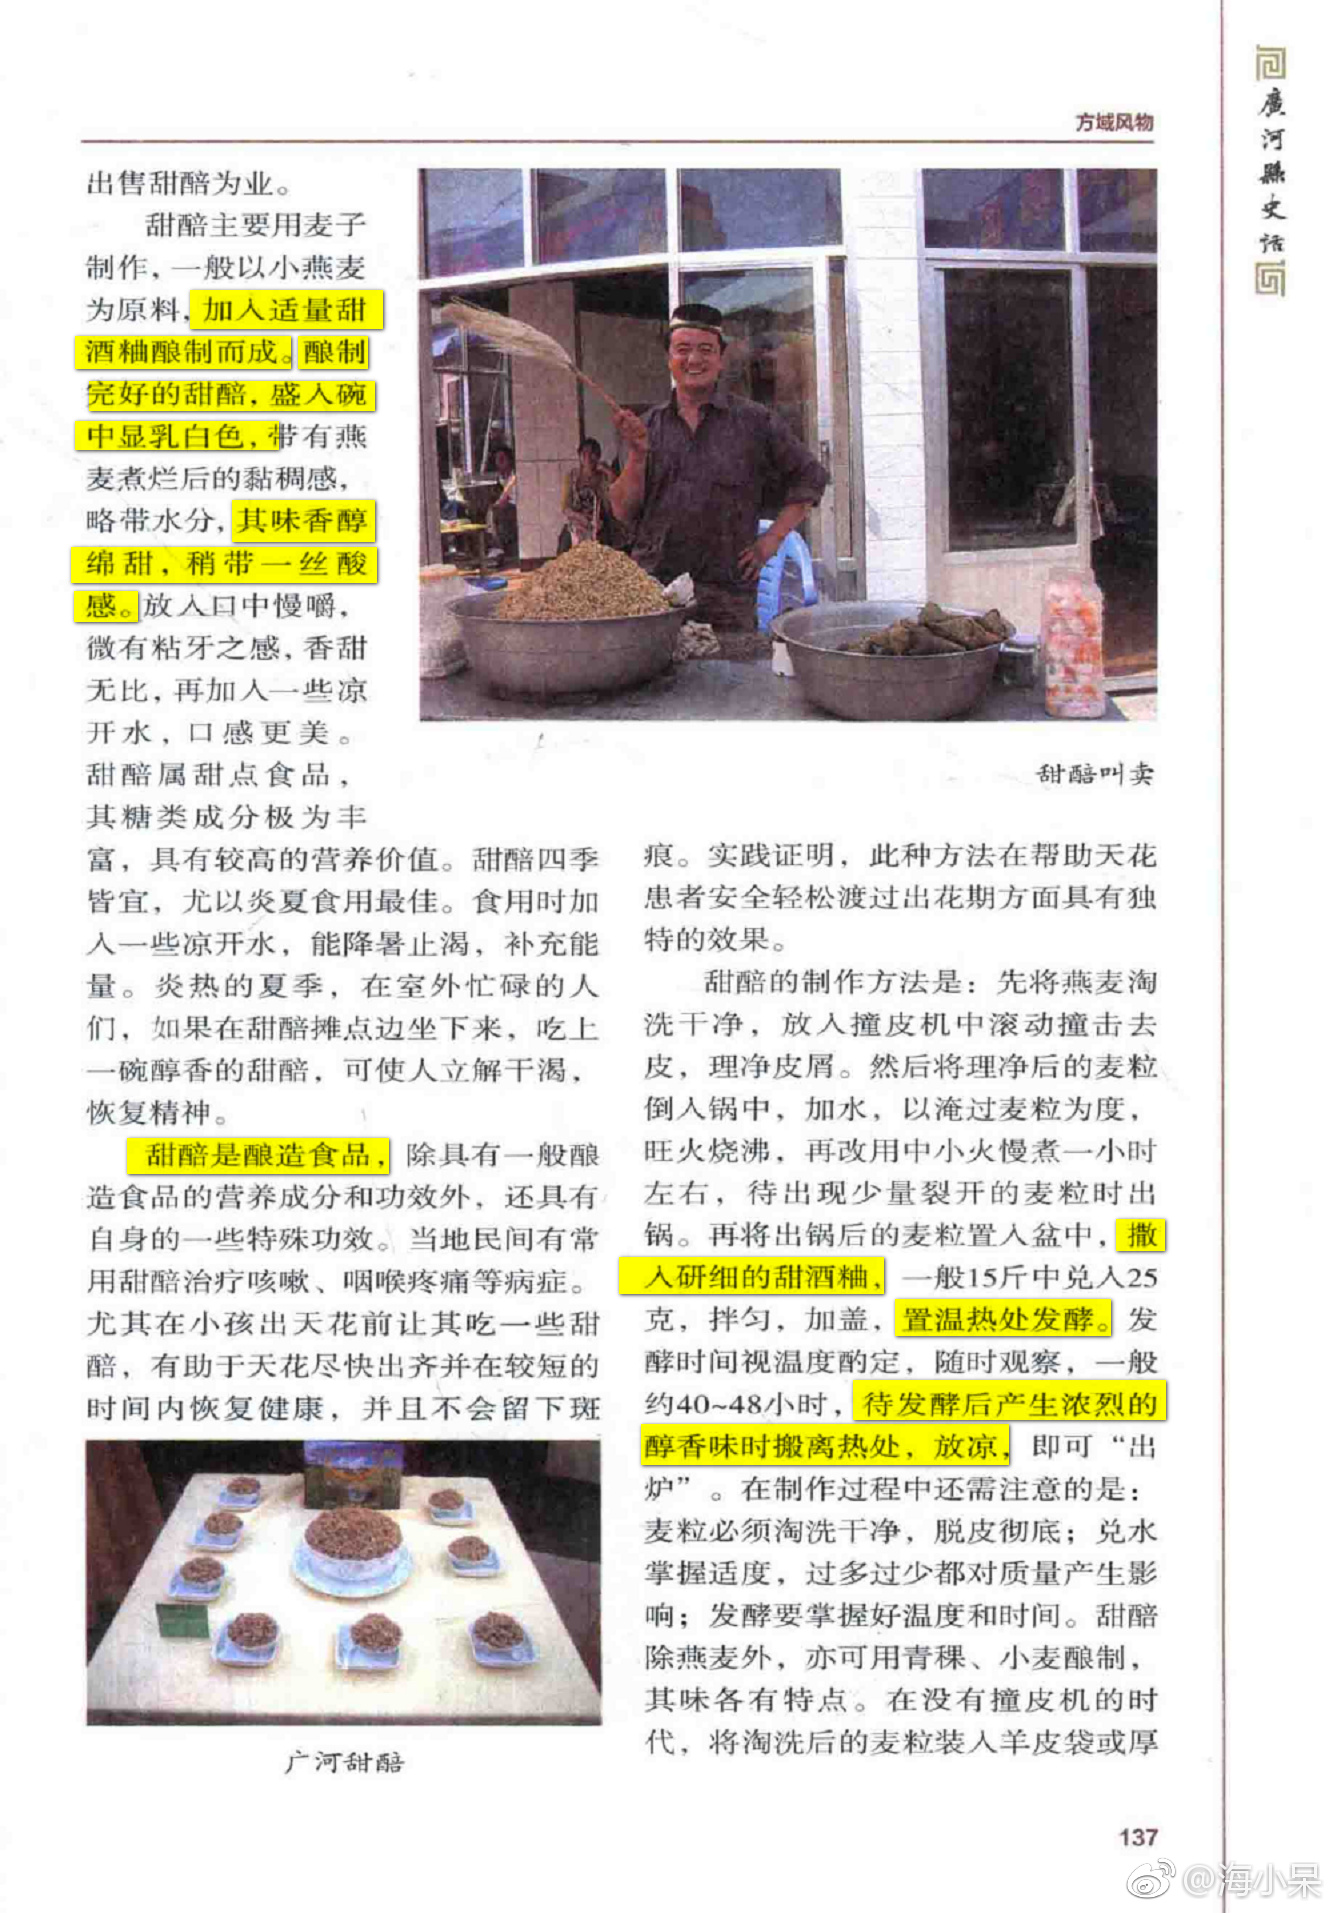 方域风物
廣河縣史话
出售甜醅为业。
甜醅主要用麦子
制作，一般以小燕麦
为原料，加入适量甜
酒粬酿制而成。酿制
完好的甜醅，盛入碗
中显乳白色，带有燕
麦煮烂后的黏稠感，
略带水分，其味香醇
绵甜，稍带一丝酸
感。放入口中慢嚼，
微有粘牙之感，香甜
无比，再加入一些凉
开水，口感更美。
甜醅属甜点食品，
其糖类成分极为丰
富，具有较高的营养价值。甜醅四季
皆宜，尤以炎夏食用最佳。食用时加
入一些凉开水，能降暑止渴，补充能
量。炎热的夏季，在室外忙碌的人
们，如果在甜醅摊点边坐下来，吃上
一碗醇香的甜醅，可使人立解干渴，
恢复精神。
甜醅是酿造食品，除具有一般酿
造食品的营养成分和功效外，还具有
自身的一些特殊功效。当地民间有常
用甜醅治疗咳嗽、咽喉疼痛等病症。
尤其在小孩出天花前让其吃一些甜
醅，有助于天花尽快出齐并在较短的
时间内恢复健康，并且不会留下斑
广河甜醅
甜醅叫卖
痕。实践证明，此种方法在帮助天花
患者安全轻松渡过出花期方面具有独
特的效果。
甜醅的制作方法是：先将燕麦淘
洗干净，放入撞皮机中滚动撞击去
皮，理净皮屑。然后将理净后的麦粒
倒入锅中，加水，以淹过麦粒为度，
旺火烧沸，再改用中小火慢煮一小时
左右，待出现少量裂开的麦粒时出
锅。再将出锅后的麦粒置入盆中，撒
入研细的甜酒粬，一般15斤中兑入25
克，拌匀，加盖，置温热处发酵。发
酵时间视温度酌定，随时观察，一般
约40~48小时，待发酵后产生浓烈的
醇香味时搬离热处，放凉，即可“出
炉”。在制作过程中还需注意的是：
麦粒必须淘洗干净，脱皮彻底；兑水
掌握适度，过多过少都对质量产生影
响；发酵要掌握好温度和时间。甜醅
除燕麦外，亦可用青稞、小麦酿制，
其味各有特点。在没有撞皮机的时
代，将淘洗后的麦粒装入羊皮袋或厚
137
@海小呆